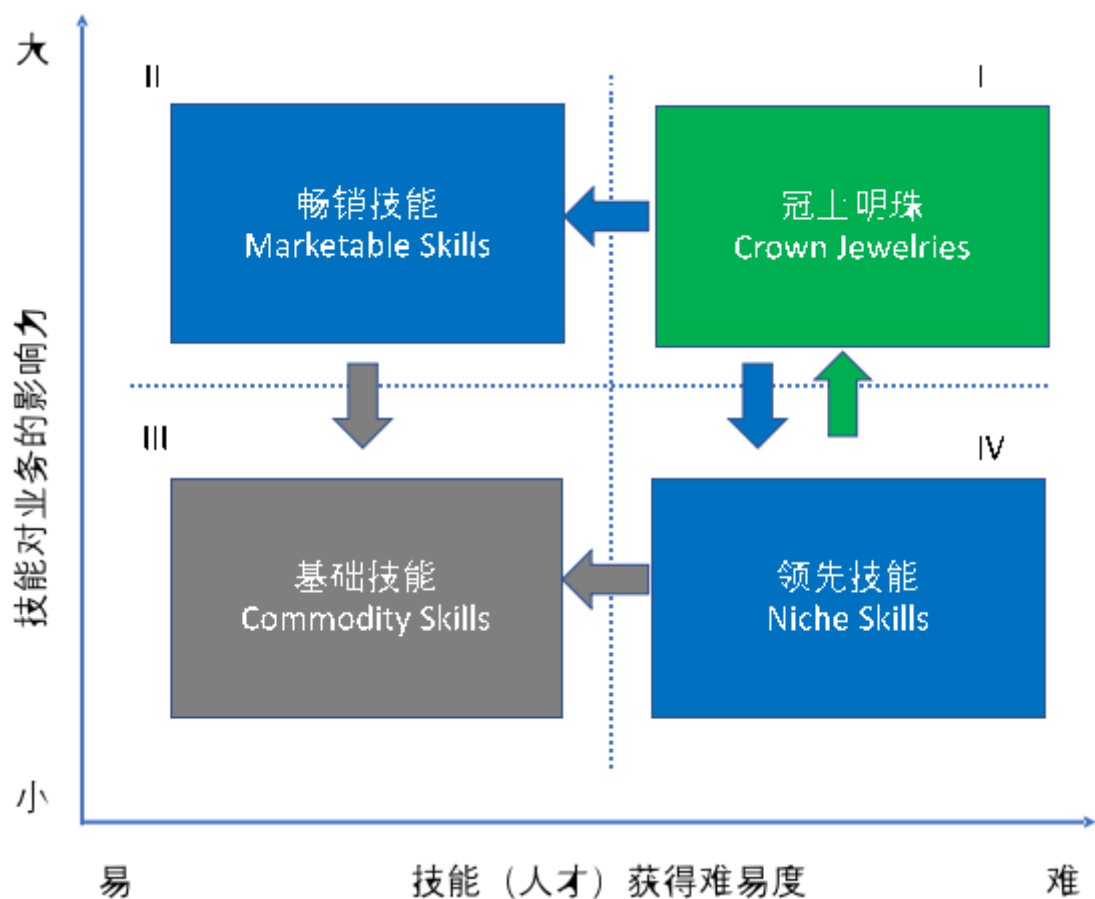 大
II
I
畅销技能
Marketable Skills
冠上明珠
Crown Jewelries
技能对业务的影响力
III
IV
基础技能
Commodity Skills
领先技能
Niche Skills
小
易
技能（人才）获得难易度
难